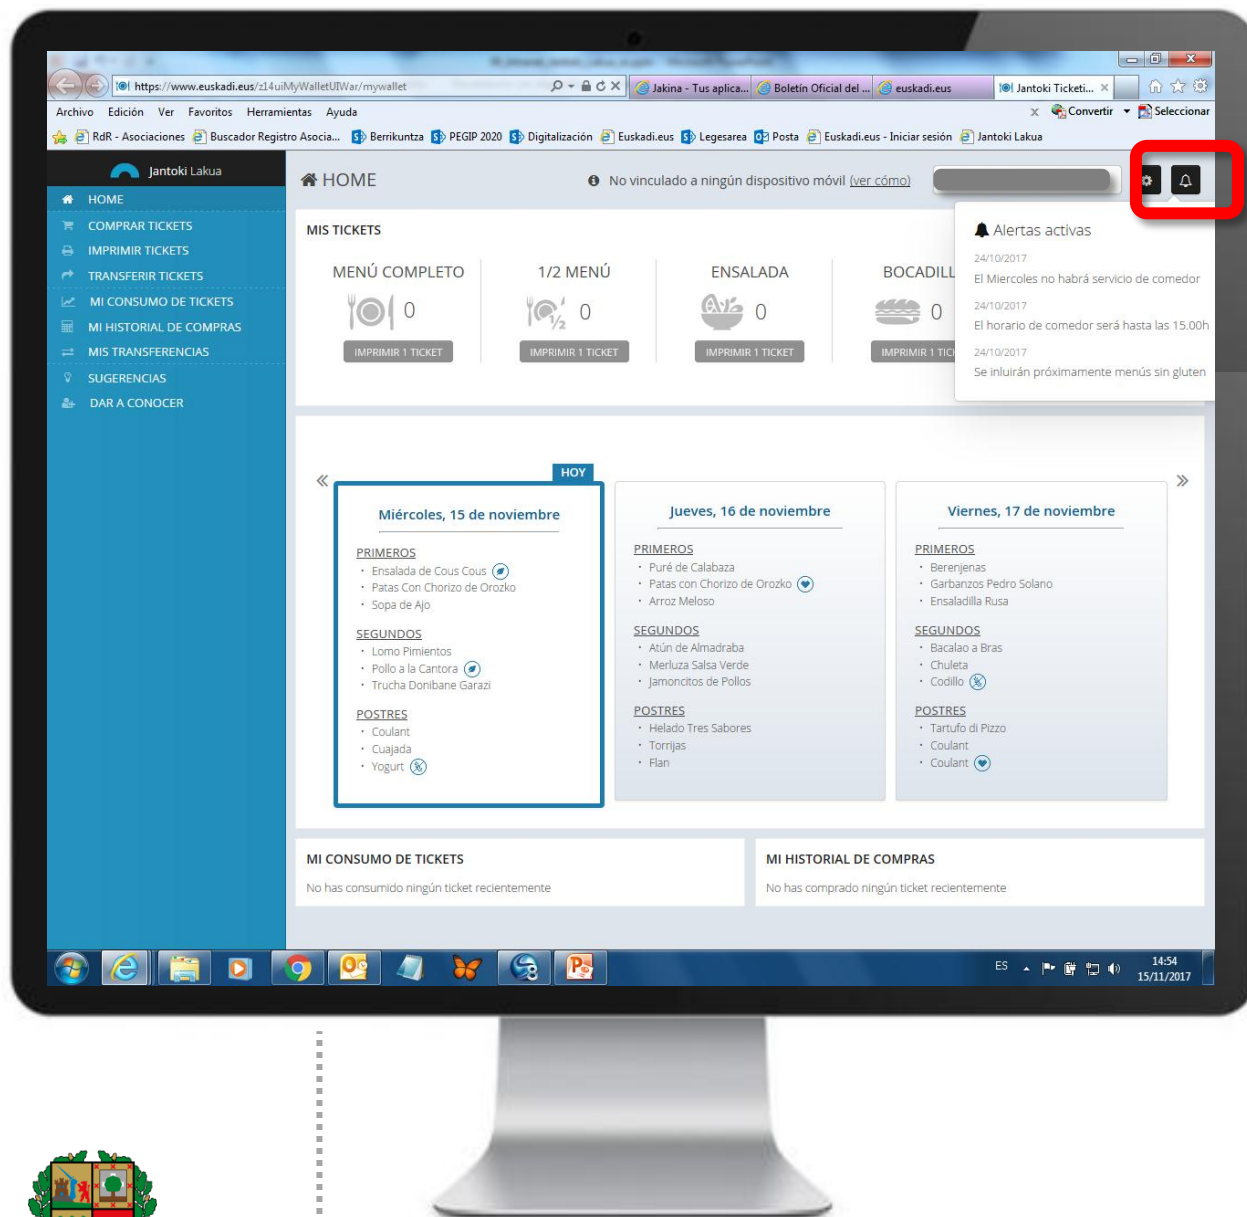 https://www.euskadi.eus/z14uiMyWalletUIWar/mywallet
Jakina - Tus aplica...
Boletín Oficial del ...
euskadi.eus
Jantoki Ticketi...
Archivo Edición Ver Favoritos Herramientas Ayuda
x Convertir Seleccionar
RdR - Asociaciones Buscador Registro Asocia... Berrikuntza PEGIP 2020 Digitalización Euskadi.eus Legesarea Posta Euskadi.eus - Iniciar sesión Jantoki Lakua
Jantoki Lakua
HOME
COMPRAR TICKETS
IMPRIMIR TICKETS
TRANSFERIR TICKETS
MI CONSUMO DE TICKETS
MI HISTORIAL DE COMPRAS
MIS TRANSFERENCIAS
SUGERENCIAS
DAR A CONOCER
HOME
No vinculado a ningún dispositivo móvil (ver cómo)
MIS TICKETS
MENÚ COMPLETO
0
IMPRIMIR 1 TICKET
1/2 MENÚ
1/2
0
IMPRIMIR 1 TICKET
ENSALADA
0
IMPRIMIR 1 TICKET
BOCADILL
0
IMPRIMIR 1 TIC
Alertas activas
24/10/2017
El Miercoles no habrá servicio de comedor
24/10/2017
El horario de comedor será hasta las 15.00h
24/10/2017
Se inluirán próximamente menús sin gluten
«
HOY
Miércoles, 15 de noviembre
PRIMEROS
· Ensalada de Cous Cous
· Patas Con Chorizo de Orozko
· Sopa de Ajo
SEGUNDOS
· Lomo Pimientos
· Pollo a la Cantora
· Trucha Donibane Garazi
POSTRES
· Coulant
· Cuajada
· Yogurt
Jueves, 16 de noviembre
PRIMEROS
· Puré de Calabaza
· Patas con Chorizo de Orozko
· Arroz Meloso
SEGUNDOS
· Atún de Almadraba
· Merluza Salsa Verde
· Jamoncitos de Pollos
POSTRES
· Helado Tres Sabores
· Torrijas
· Flan
Viernes, 17 de noviembre
PRIMEROS
· Berenjenas
· Garbanzos Pedro Solano
· Ensaladilla Rusa
SEGUNDOS
· Bacalao a Bras
· Chuleta
· Codillo
POSTRES
· Tartufo di Pizzo
· Coulant
· Coulant
»
MI CONSUMO DE TICKETS
No has consumido ningún ticket recientemente
MI HISTORIAL DE COMPRAS
No has comprado ningún ticket recientemente
ES
14:54
15/11/2017